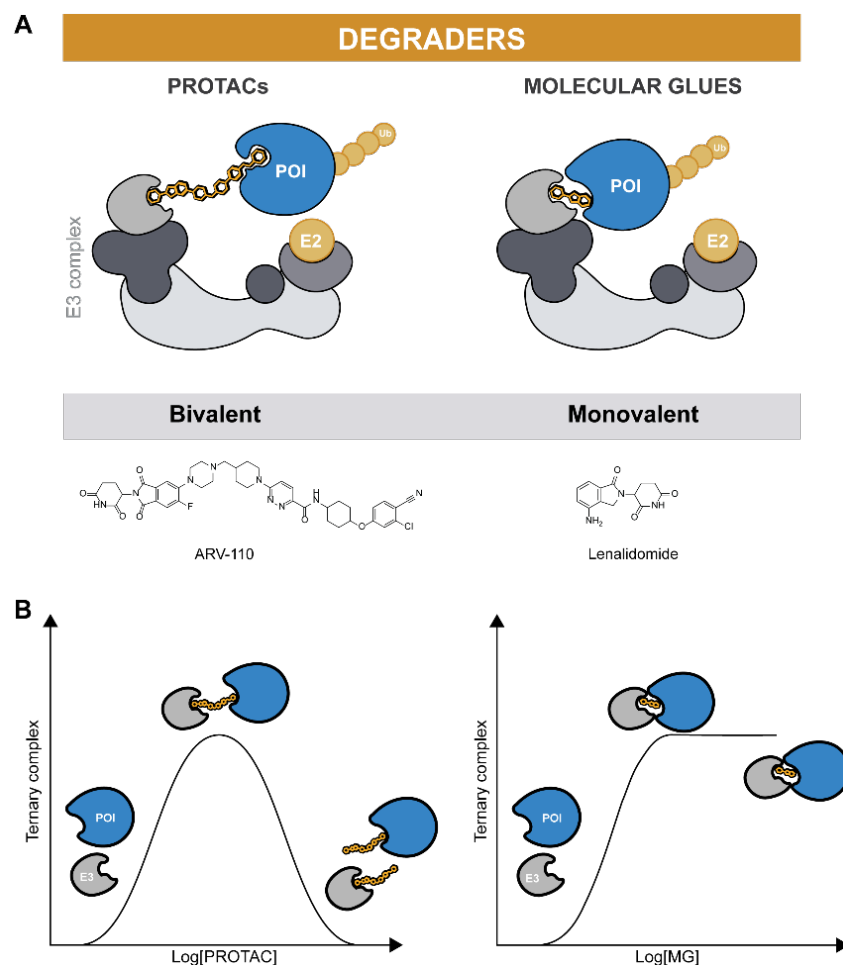 A
DEGRADERS
PROTACs
MOLECULAR GLUES
Ub
POI
E2
E3 complex
Ub
POI
E2
Bivalent
Monovalent
O
O
NH
O
N
O
N
F
N
N
N
N
O
H
N
O
N
Cl
ARV-110
O
N
O
NH
O
NH2
Lenalidomide
B
Ternary complex
POI
E3
Log[PROTAC]
Ternary complex
POI
E3
Log[MG]